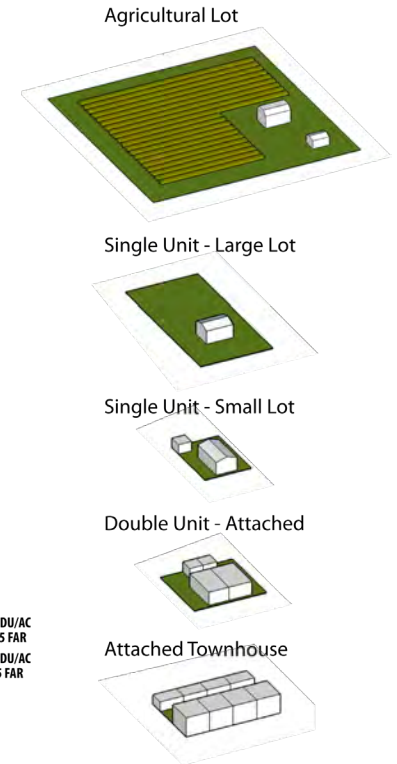 Agricultural Lot
Single Unit - Large Lot
Single Unit - Small Lot
Double Unit - Attached
DU/AC
5 FAR
Attached Townhouse
DU/AC
FAR